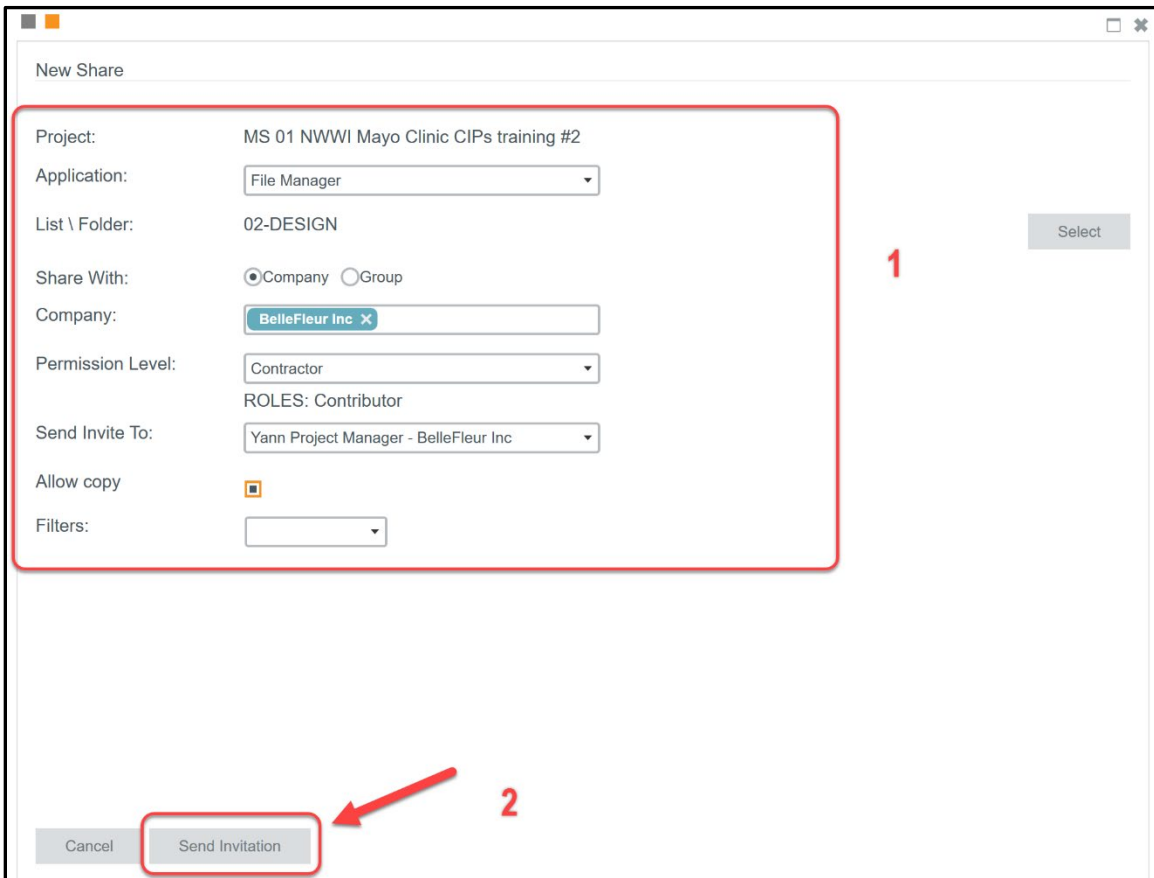 New Share
Project: MS 01 NWWI Mayo Clinic CIPs training #2
Application: File Manager
List \ Folder: 02-DESIGN
Select
1
Share With: Company Group
Company: BelleFleur Inc X
Permission Level: Contractor
ROLES: Contributor
Send Invite To: Yann Project Manager - BelleFleur Inc
Allow copy
Filters:
2
Cancel Send Invitation